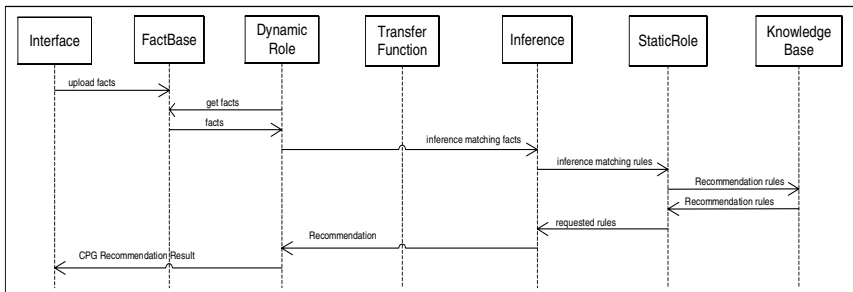 Interface
FactBase
Dynamic
Role
Transfer
Function
Inference
StaticRole
Knowledge
Base
upload facts
get facts
facts
inference matching facts
inference matching rules
Recommendation rules
Recommendation rules
requested rules
Recommendation
CPG Recommendation Result